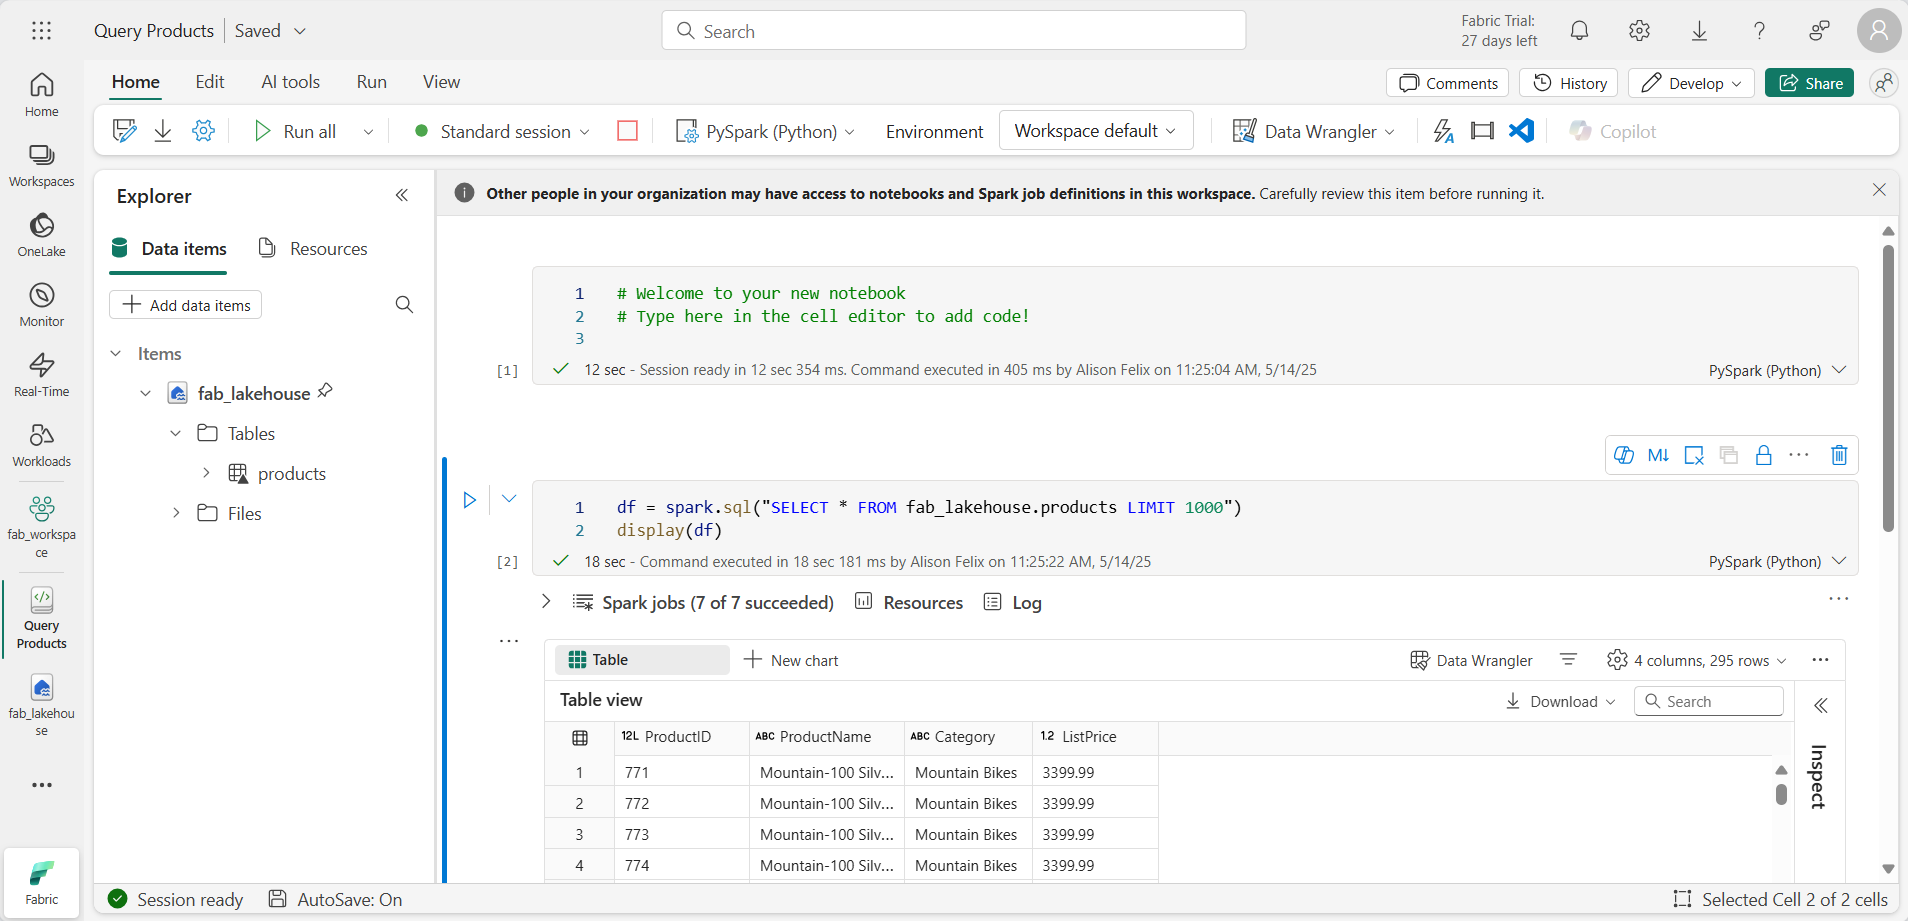 Query Products
Saved
Search
Fabric Trial:
27 days left
Home
Edit
AI tools
Run
View
Comments
History
Develop
Share
Run all
Standard session
PySpark (Python)
Environment
Workspace default
Data Wrangler
Copilot
Home
Workspaces
OneLake
Monitor
Real-Time
Workloads
fab_workspa
ce
Query
Products
fab_lakehou
se
Fabric
Explorer
Data items
Resources
Add data items
Items
fab_lakehouse
Tables
products
Files
Other people in your organization may have access to notebooks and Spark job definitions in this workspace. Carefully review this item before running it.
1 # Welcome to your new notebook
2 # Type here in the cell editor to add code!
3
[1] 12 sec - Session ready in 12 sec 354 ms. Command executed in 405 ms by Alison Felix on 11:25:04 AM, 5/14/25 PySpark (Python)
M↓
1 df = spark.sql("SELECT * FROM fab_lakehouse.products LIMIT 1000")
2 display(df)
[2] 18 sec - Command executed in 18 sec 181 ms by Alison Felix on 11:25:22 AM, 5/14/25 PySpark (Python)
Spark jobs (7 of 7 succeeded) Resources Log
Table
New chart
Data Wrangler
4 columns, 295 rows
Table view
Download
Search
Inspect
12L ProductID ABC ProductName ABC Category 1.2 ListPrice
1 771 Mountain-100 Silv... Mountain Bikes 3399.99
2 772 Mountain-100 Silv... Mountain Bikes 3399.99
3 773 Mountain-100 Silv... Mountain Bikes 3399.99
4 774 Mountain-100 Silv... Mountain Bikes 3399.99
Session ready
AutoSave: On
Selected Cell 2 of 2 cells